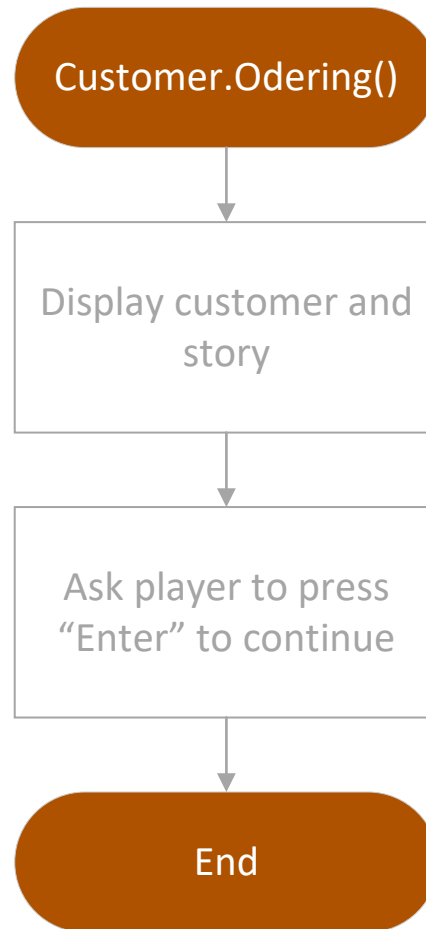 Customer.Odering()
Display customer and
story
Ask player to press
“Enter” to continue
End